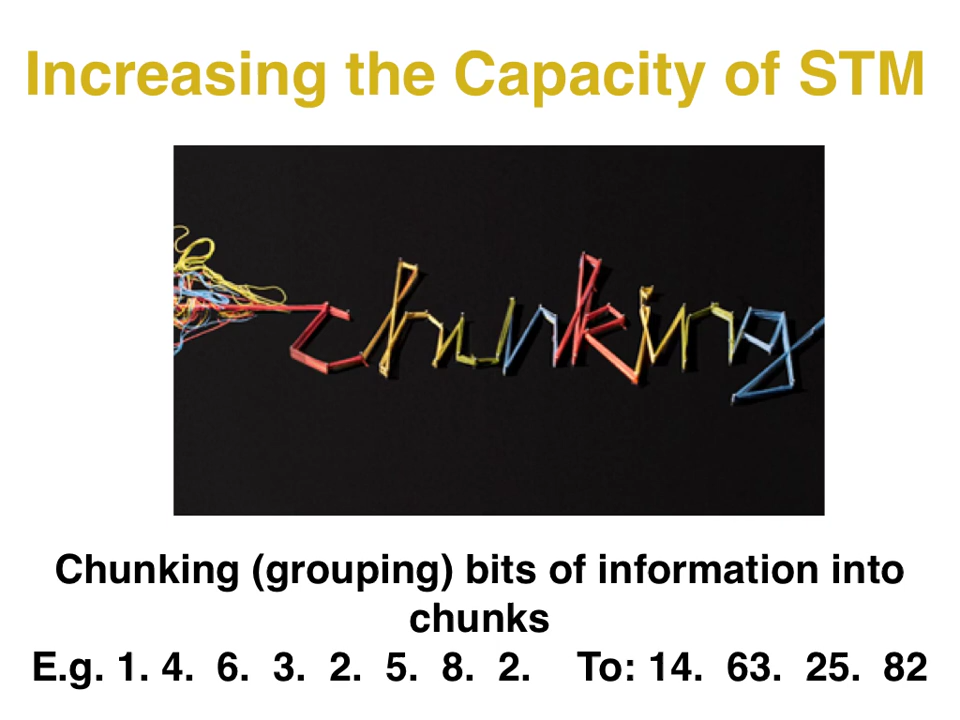 Increasing the Capacity of STM
chunking
Chunking (grouping) bits of information into
chunks
E.g. 1. 4.  6.  3.  2.  5.  8.  2.    To: 14.  63.  25.  82